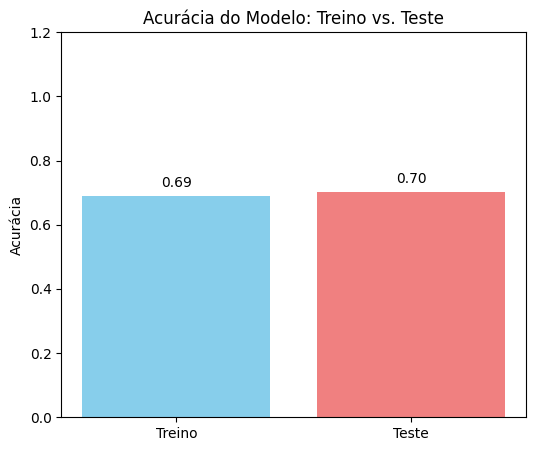 Acurácia do Modelo: Treino vs. Teste
1.2
1.0
0.8
0.6
0.4
0.2
0.0
Acurácia
0.69
0.70
Treino
Teste